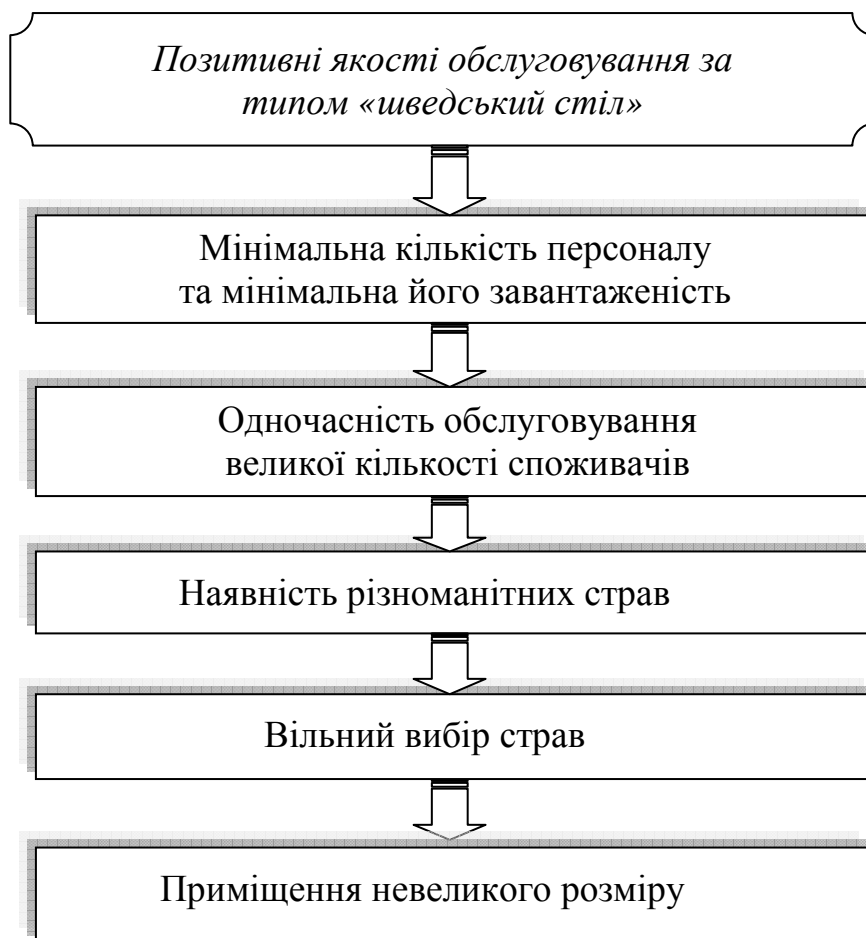 Позитивні якості обслуговування за
типом «шведський стіл»
Мінімальна кількість персоналу
та мінімальна його завантаженість
Одночасність обслуговування
великої кількості споживачів
Наявність різноманітних страв
Вільний вибір страв
Приміщення невеликого розміру